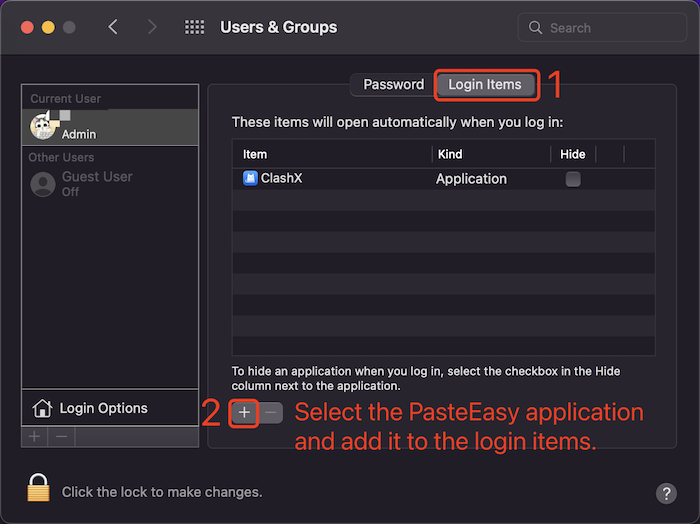 Users & Groups
Search
Password
Login Items
1
Current User
Admin
Other Users
Guest User
Off
These items will open automatically when you log in:
Item Kind Hide
ClashX Application
To hide an application when you log in, select the checkbox in the Hide
column next to the application.
Login Options
2 + −
Select the PasteEasy application
and add it to the login items.
+ −
Click the lock to make changes.
?